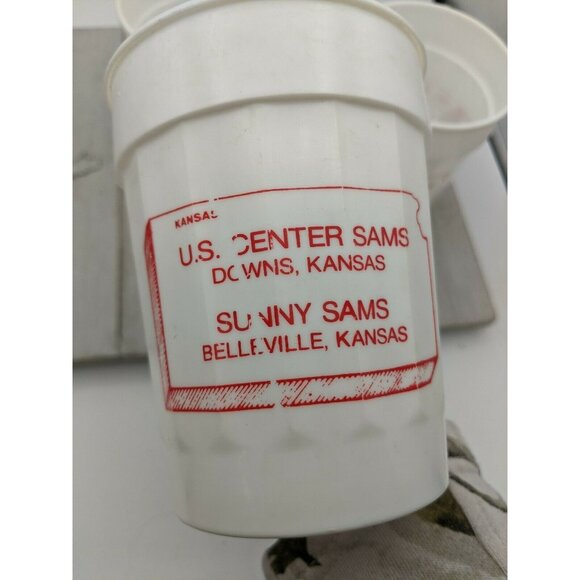 KANSAS
U.S. CENTER SAMS
DOWNS, KANSAS
SUNNY SAMS
BELLEVILLE, KANSAS